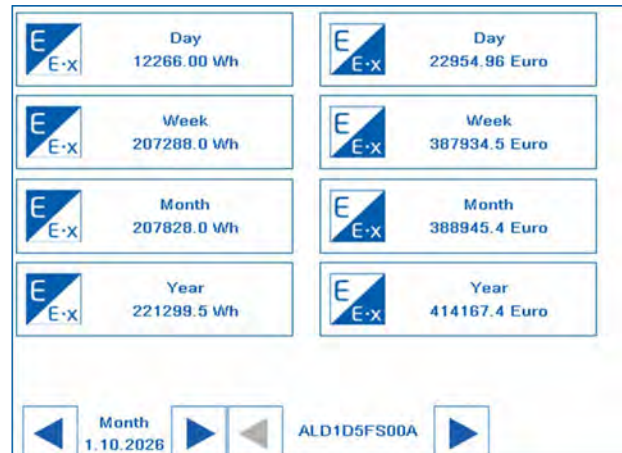 E
E·x
Day
12266.00 Wh
E
E·x
Day
22954.96 Euro
E
E·x
Week
207288.0 Wh
E
E·x
Week
387934.5 Euro
E
E·x
Month
207828.0 Wh
E
E·x
Month
388945.4 Euro
E
E·x
Year
221299.5 Wh
E
E·x
Year
414167.4 Euro
Month
1.10.2026
ALD1D5FS00A